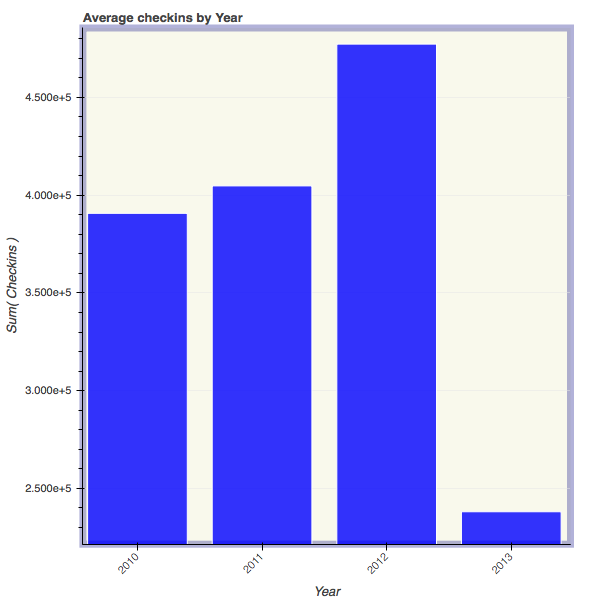 Average checkins by Year
4.500e+5
4.000e+5
3.500e+5
3.000e+5
2.500e+5
Sum( Checkins )
2010
2011
2012
2013
Year